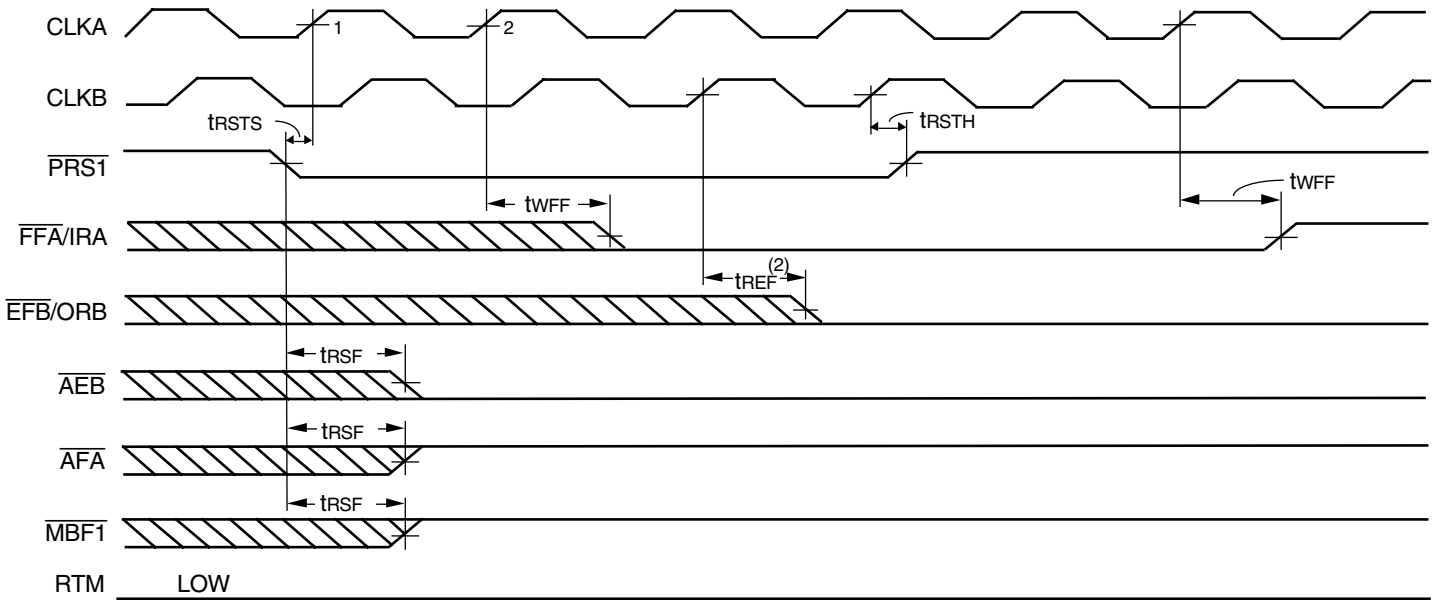 CLKA 1 2
CLKB
tRSTS tRSTH
PRS1
tWFF tWFF
FFA/IRA
tREF(2)
EFB/ORB
tRSF
AEB
tRSF
AFA
tRSF
MBF1
RTM LOW